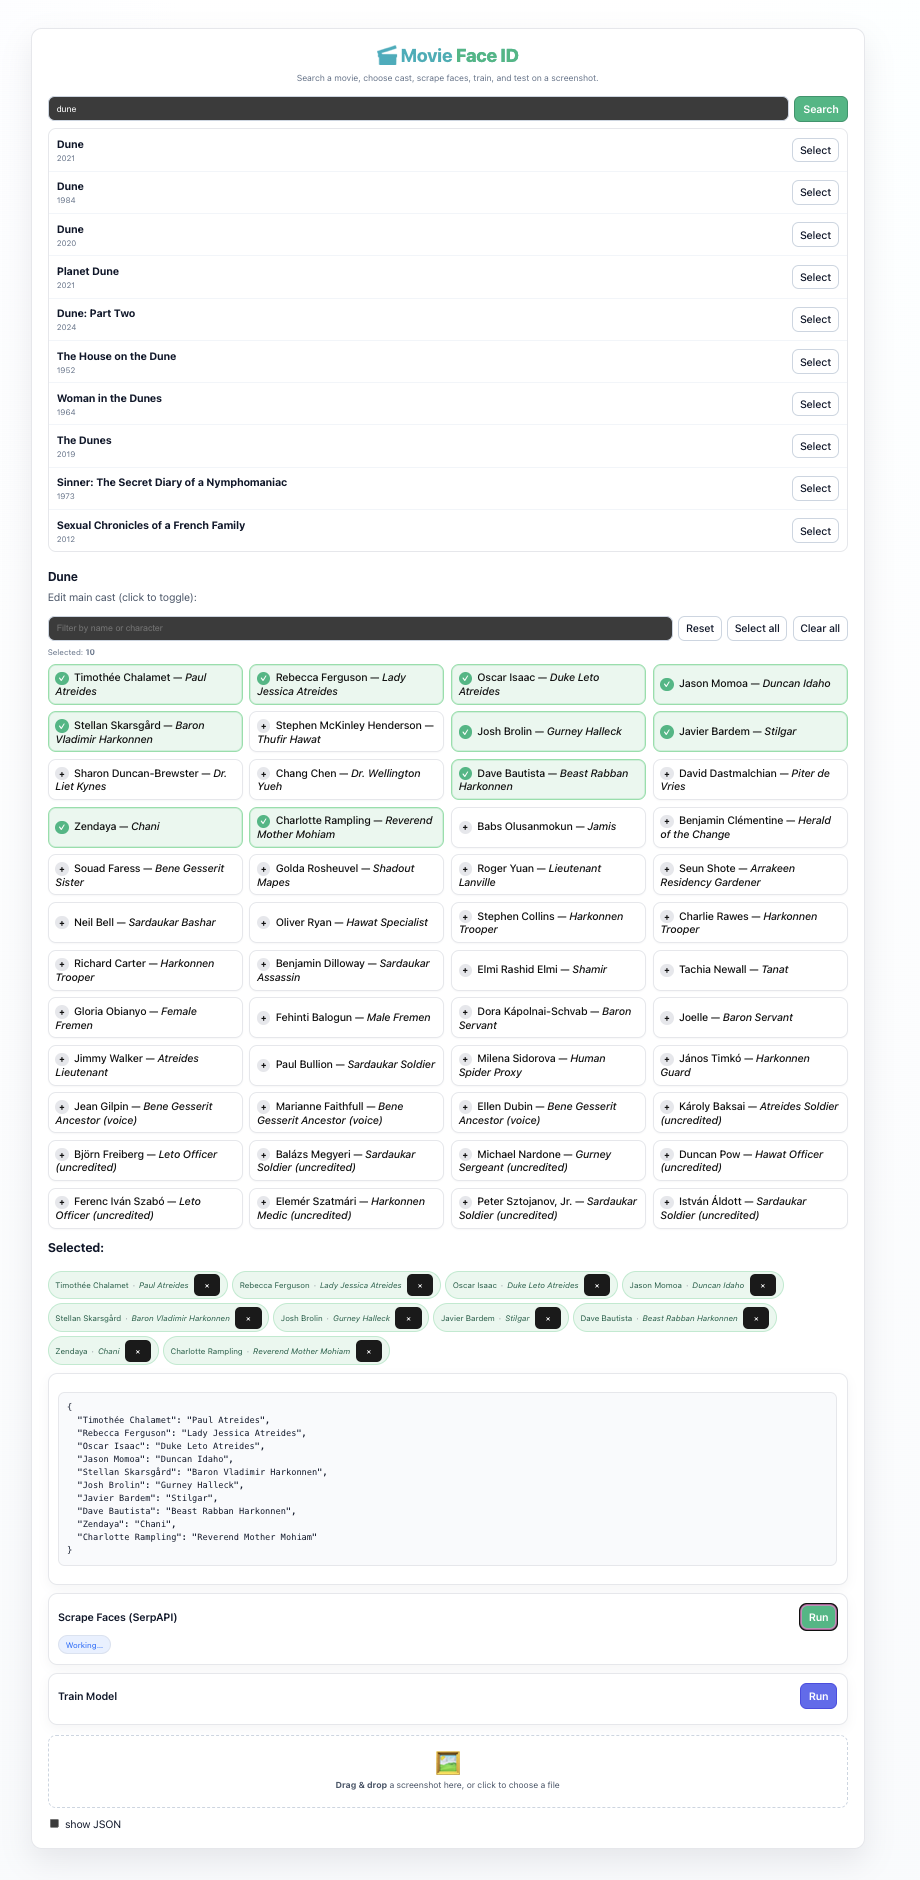 Movie Face ID
Search a movie, choose cast, scrape faces, train, and test on a screenshot.
dune
Search
Dune
2021
Select
Dune
1984
Select
Dune
2020
Select
Planet Dune
2021
Select
Dune: Part Two
2024
Select
The House on the Dune
1952
Select
Woman in the Dunes
1964
Select
The Dunes
2019
Select
Sinner: The Secret Diary of a Nymphomaniac
1973
Select
Sexual Chronicles of a French Family
2012
Select
Dune
Edit main cast (click to toggle):
Filter by name or character
Reset
Select all
Clear all
Selected: 10
Timothée Chalamet — Paul
Atreides
Rebecca Ferguson — Lady
Jessica Atreides
Oscar Isaac — Duke Leto
Atreides
Jason Momoa — Duncan Idaho
Stellan Skarsgård — Baron
Vladimir Harkonnen
+ Stephen McKinley Henderson —
Thufir Hawat
Josh Brolin — Gurney Halleck
Javier Bardem — Stilgar
+ Sharon Duncan-Brewster — Dr.
Liet Kynes
+ Chang Chen — Dr. Wellington
Yueh
Dave Bautista — Beast Rabban
Harkonnen
+ David Dastmalchian — Piter de
Vries
Zendaya — Chani
Charlotte Rampling — Reverend
Mother Mohiam
+ Babs Olusanmokun — Jamis
+ Benjamin Clémentine — Herald
of the Change
+ Souad Faress — Bene Gesserit
Sister
+ Golda Rosheuvel — Shadout
Mapes
+ Roger Yuan — Lieutenant
Lanville
+ Seun Shote — Arrakeen
Residency Gardener
+ Neil Bell — Sardaukar Bashar
+ Oliver Ryan — Hawat Specialist
+ Stephen Collins — Harkonnen
Trooper
+ Charlie Rawes — Harkonnen
Trooper
+ Richard Carter — Harkonnen
Trooper
+ Benjamin Dilloway — Sardaukar
Assassin
+ Elmi Rashid Elmi — Shamir
+ Tachia Newall — Tanat
+ Gloria Obianyo — Female
Fremen
+ Fehinti Balogun — Male Fremen
+ Dora Kápolnai-Schvab — Baron
Servant
+ Joelle — Baron Servant
+ Jimmy Walker — Atreides
Lieutenant
+ Paul Bullion — Sardaukar Soldier
+ Milena Sidorova — Human
Spider Proxy
+ János Timkó — Harkonnen
Guard
+ Jean Gilpin — Bene Gesserit
Ancestor (voice)
+ Marianne Faithfull — Bene
Gesserit Ancestor (voice)
+ Ellen Dubin — Bene Gesserit
Ancestor (voice)
+ Károly Baksai — Atreides Soldier
(uncredited)
+ Björn Freiberg — Leto Officer
(uncredited)
+ Balázs Megyeri — Sardaukar
Soldier (uncredited)
+ Michael Nardone — Gurney
Sergeant (uncredited)
+ Duncan Pow — Hawat Officer
(uncredited)
+ Ferenc Iván Szabó — Leto
Officer (uncredited)
+ Elemér Szatmári — Harkonnen
Medic (uncredited)
+ Peter Sztojanov, Jr. — Sardaukar
Soldier (uncredited)
+ István Áldott — Sardaukar
Soldier (uncredited)
Selected:
Timothée Chalamet · Paul Atreides ×
Rebecca Ferguson · Lady Jessica Atreides ×
Oscar Isaac · Duke Leto Atreides ×
Jason Momoa · Duncan Idaho ×
Stellan Skarsgård · Baron Vladimir Harkonnen ×
Josh Brolin · Gurney Halleck ×
Javier Bardem · Stilgar ×
Dave Bautista · Beast Rabban Harkonnen ×
Zendaya · Chani ×
Charlotte Rampling · Reverend Mother Mohiam ×
{
"Timothée Chalamet": "Paul Atreides",
"Rebecca Ferguson": "Lady Jessica Atreides",
"Oscar Isaac": "Duke Leto Atreides",
"Jason Momoa": "Duncan Idaho",
"Stellan Skarsgård": "Baron Vladimir Harkonnen",
"Josh Brolin": "Gurney Halleck",
"Javier Bardem": "Stilgar",
"Dave Bautista": "Beast Rabban Harkonnen",
"Zendaya": "Chani",
"Charlotte Rampling": "Reverend Mother Mohiam"
}
Scrape Faces (SerpAPI)
Run
Working...
Train Model
Run
Drag & drop a screenshot here, or click to choose a file
show JSON